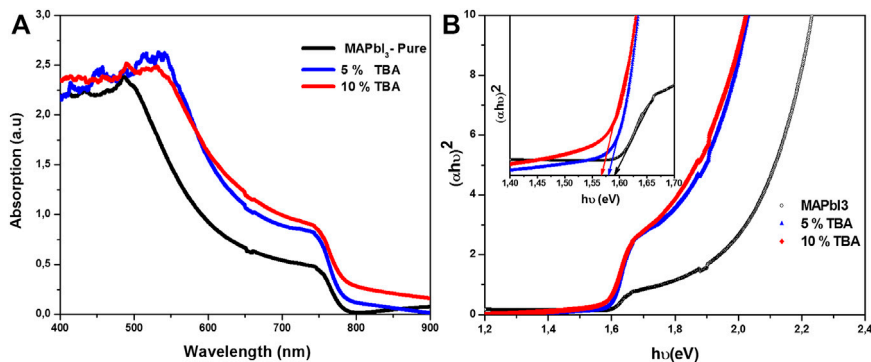 A
3,0
2,5
2,0
1,5
1,0
0,5
0,0
400 500 600 700 800 900
Wavelength (nm)
Absorption (a.u)
MAPbI₃- Pure
5 % TBA
10 % TBA
B
10
8
6
4
2
0
1,2 1,4 1,6 1,8 2,0 2,2 2,4
hυ(eV)
(αhυ)²
MAPbI3
5 % TBA
10 % TBA
(αhυ)²
1,40 1,45 1,50 1,55 1,60 1,65 1,70
hυ (eV)